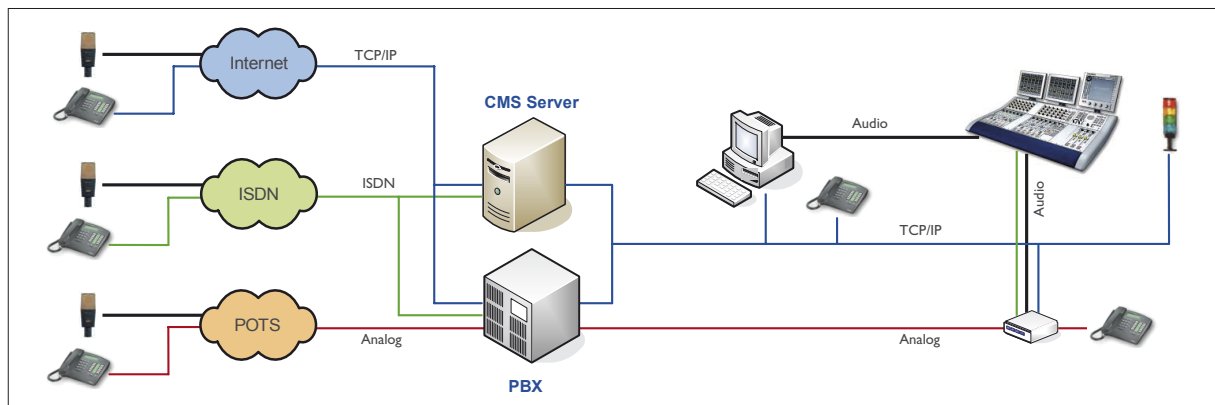 Internet
TCP/IP
CMS Server
Audio
ISDN
ISDN
Audio
TCP/IP
POTS
Analog
Analog
PBX